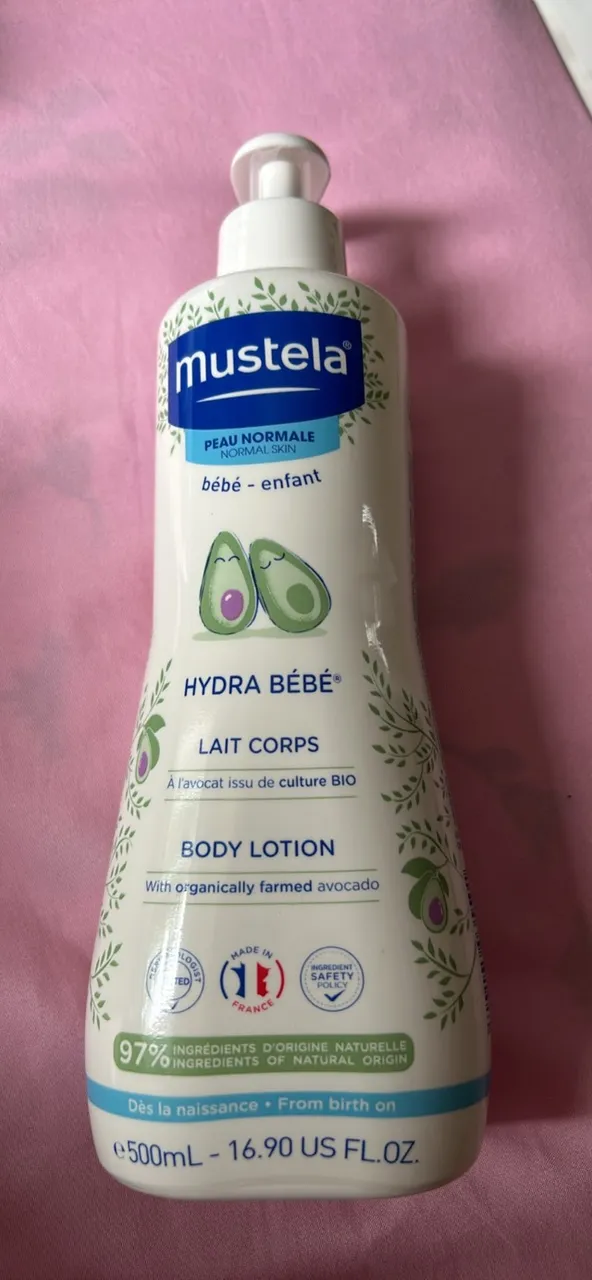 mustela®
PEAU NORMALE
NORMAL SKIN
bébé - enfant
HYDRA BÉBÉ®
LAIT CORPS
À l'avocat issu de culture BIO
BODY LOTION
With organically farmed avocado
MADE IN
FRANCE
INGREDIENT
SAFETY
POLICY
97% INGRÉDIENTS D'ORIGINE NATURELLE
INGREDIENTS OF NATURAL ORIGIN
Dès la naissance • From birth on
℮500mL - 16.90 US FL.OZ.